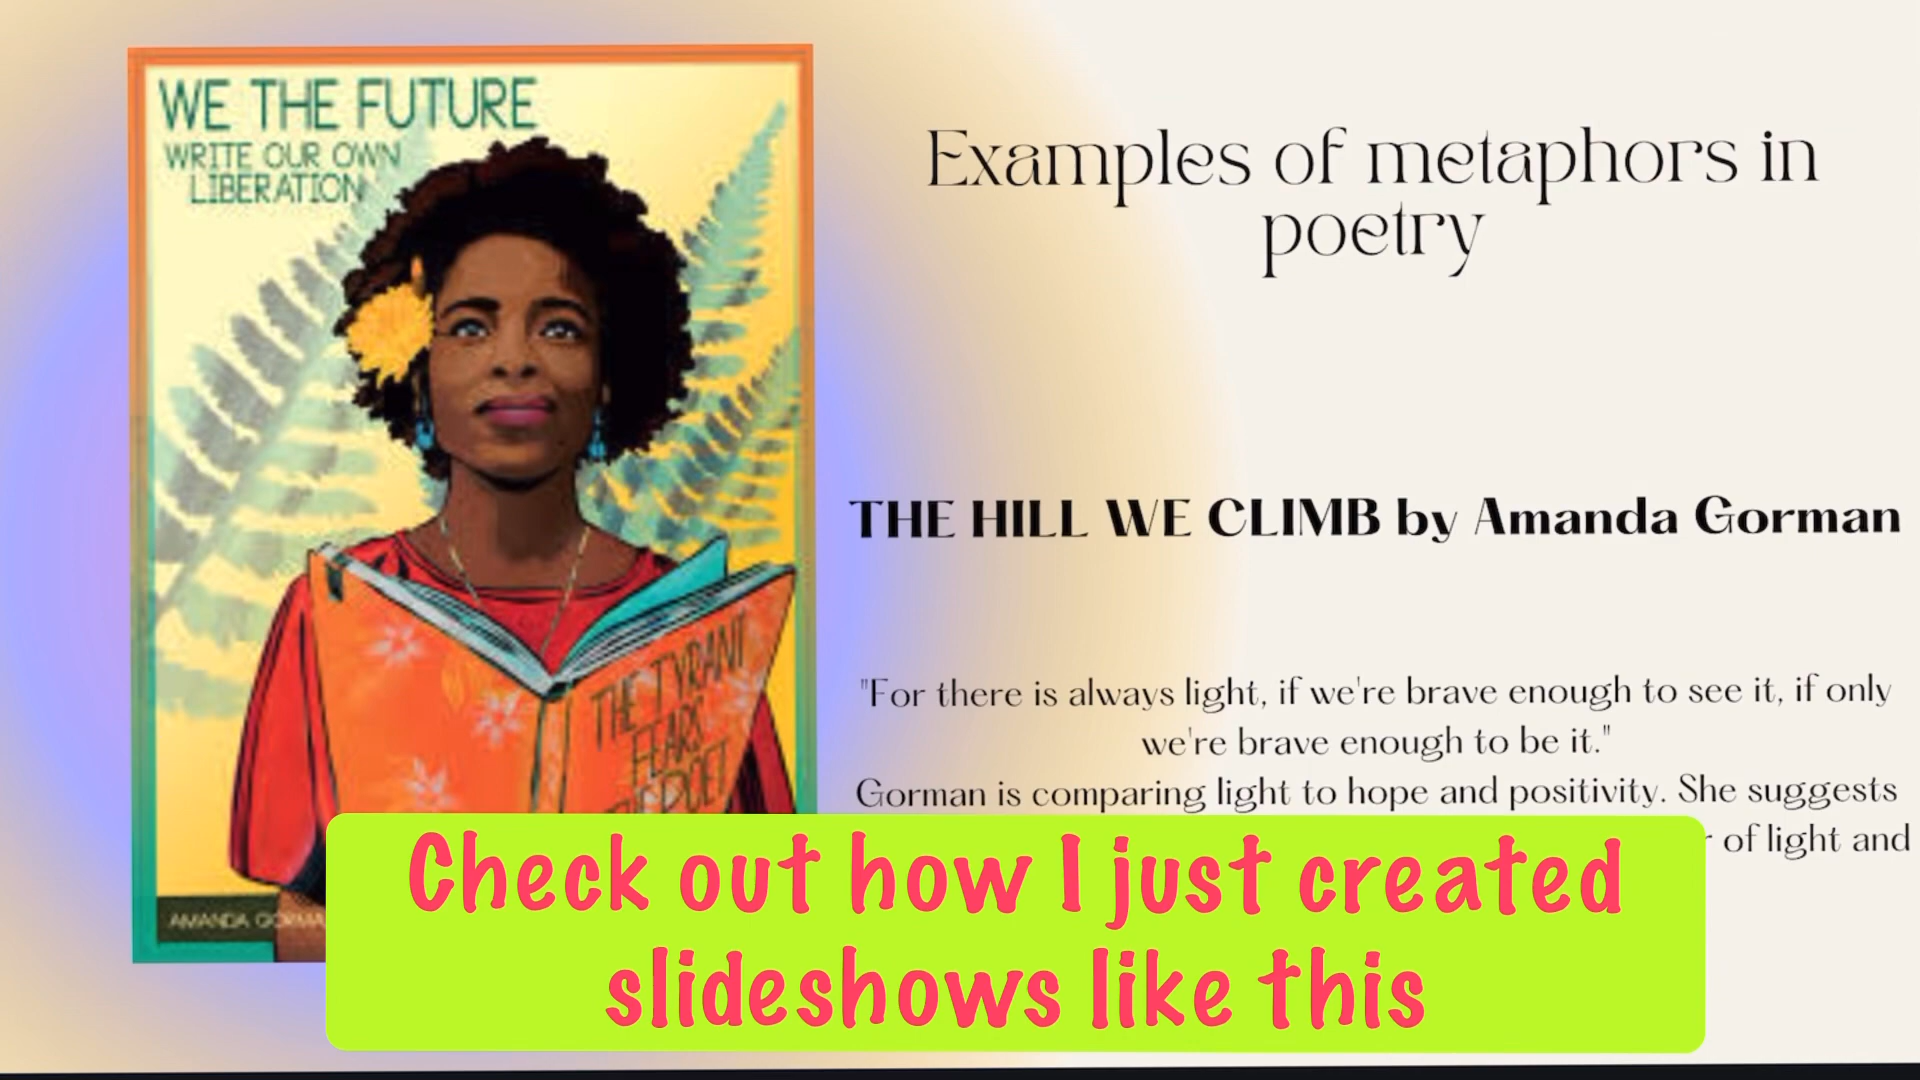 WE THE FUTURE
WRITE OUR OWN
LIBERATION
THE TYRANT
FEARS
POET
AMANDA GORMA
Examples of metaphors in
poetry
THE HILL WE CLIMB by Amanda Gorman
"For there is always light, if we're brave enough to see it, if only
we're brave enough to be it."
Gorman is comparing light to hope and positivity. She suggests
of light and
Check out how I just created
slideshows like this